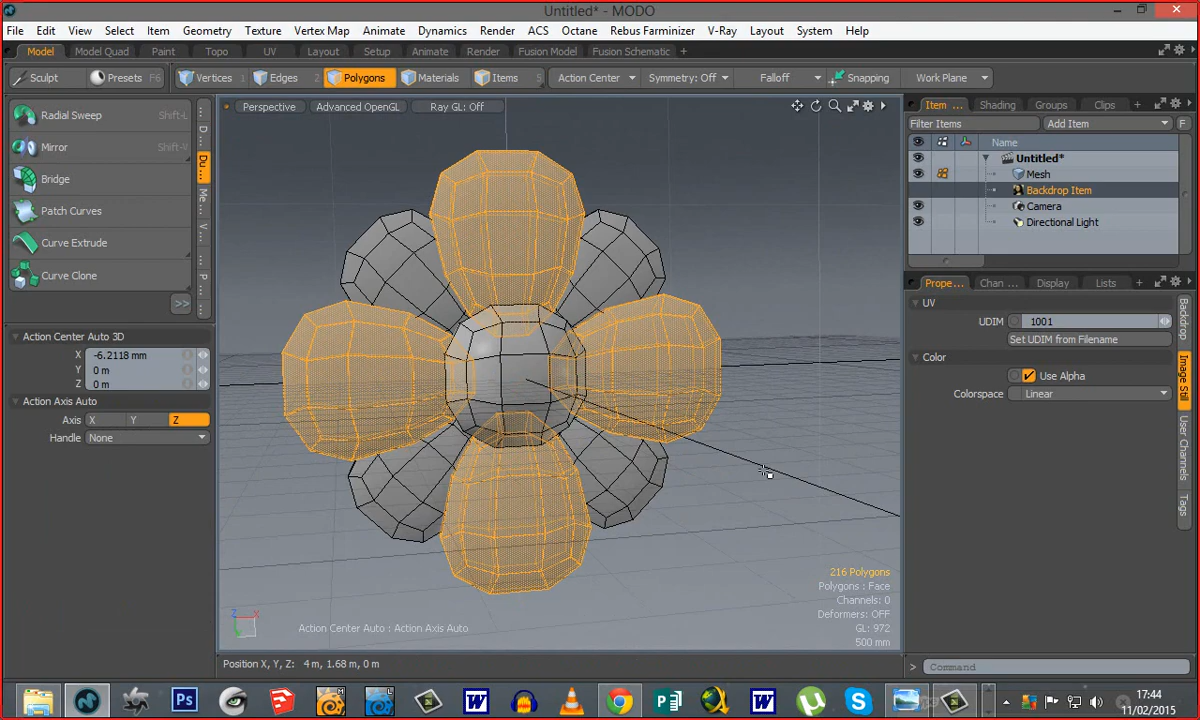 Untitled* - MODO
File Edit View Select Item Geometry Texture Vertex Map Animate Dynamics Render ACS Octane Rebus Farminizer V-Ray Layout System Help
Model Model Quad Paint Topo UV Layout Setup Animate Render Fusion Model Fusion Schematic +
Sculpt Presets F6 Vertices 1 Edges 2 Polygons Materials Items 5 Action Center Symmetry: Off Falloff Snapping Work Plane
Perspective Advanced OpenGL Ray GL: Off
Item ... Shading Groups Clips +
Filter Items Add Item F
Name
Untitled*
Mesh
Backdrop Item
Camera
Directional Light
Radial Sweep Shift-L
Mirror Shift-V
Bridge
Patch Curves
Curve Extrude
Curve Clone
>>
D...
Du...
Me...
V...
P...
Action Center Auto 3D
X -6.2118 mm
Y 0 m
Z 0 m
Action Axis Auto
Axis X Y Z
Handle None
Prope... Chan ... Display Lists +
UV
UDIM 1001
Set UDIM from Filename
Color
Use Alpha
Colorspace Linear
Backdrop
Image Still
User Channels
Tags
216 Polygons
Polygons : Face
Channels: 0
Deformers: OFF
GL: 972
500 mm
Z X
Action Center Auto : Action Axis Auto
Position X, Y, Z: 4 m, 1.68 m, 0 m
> Command
Ps
W
P
W
S
17:44
11/02/2015